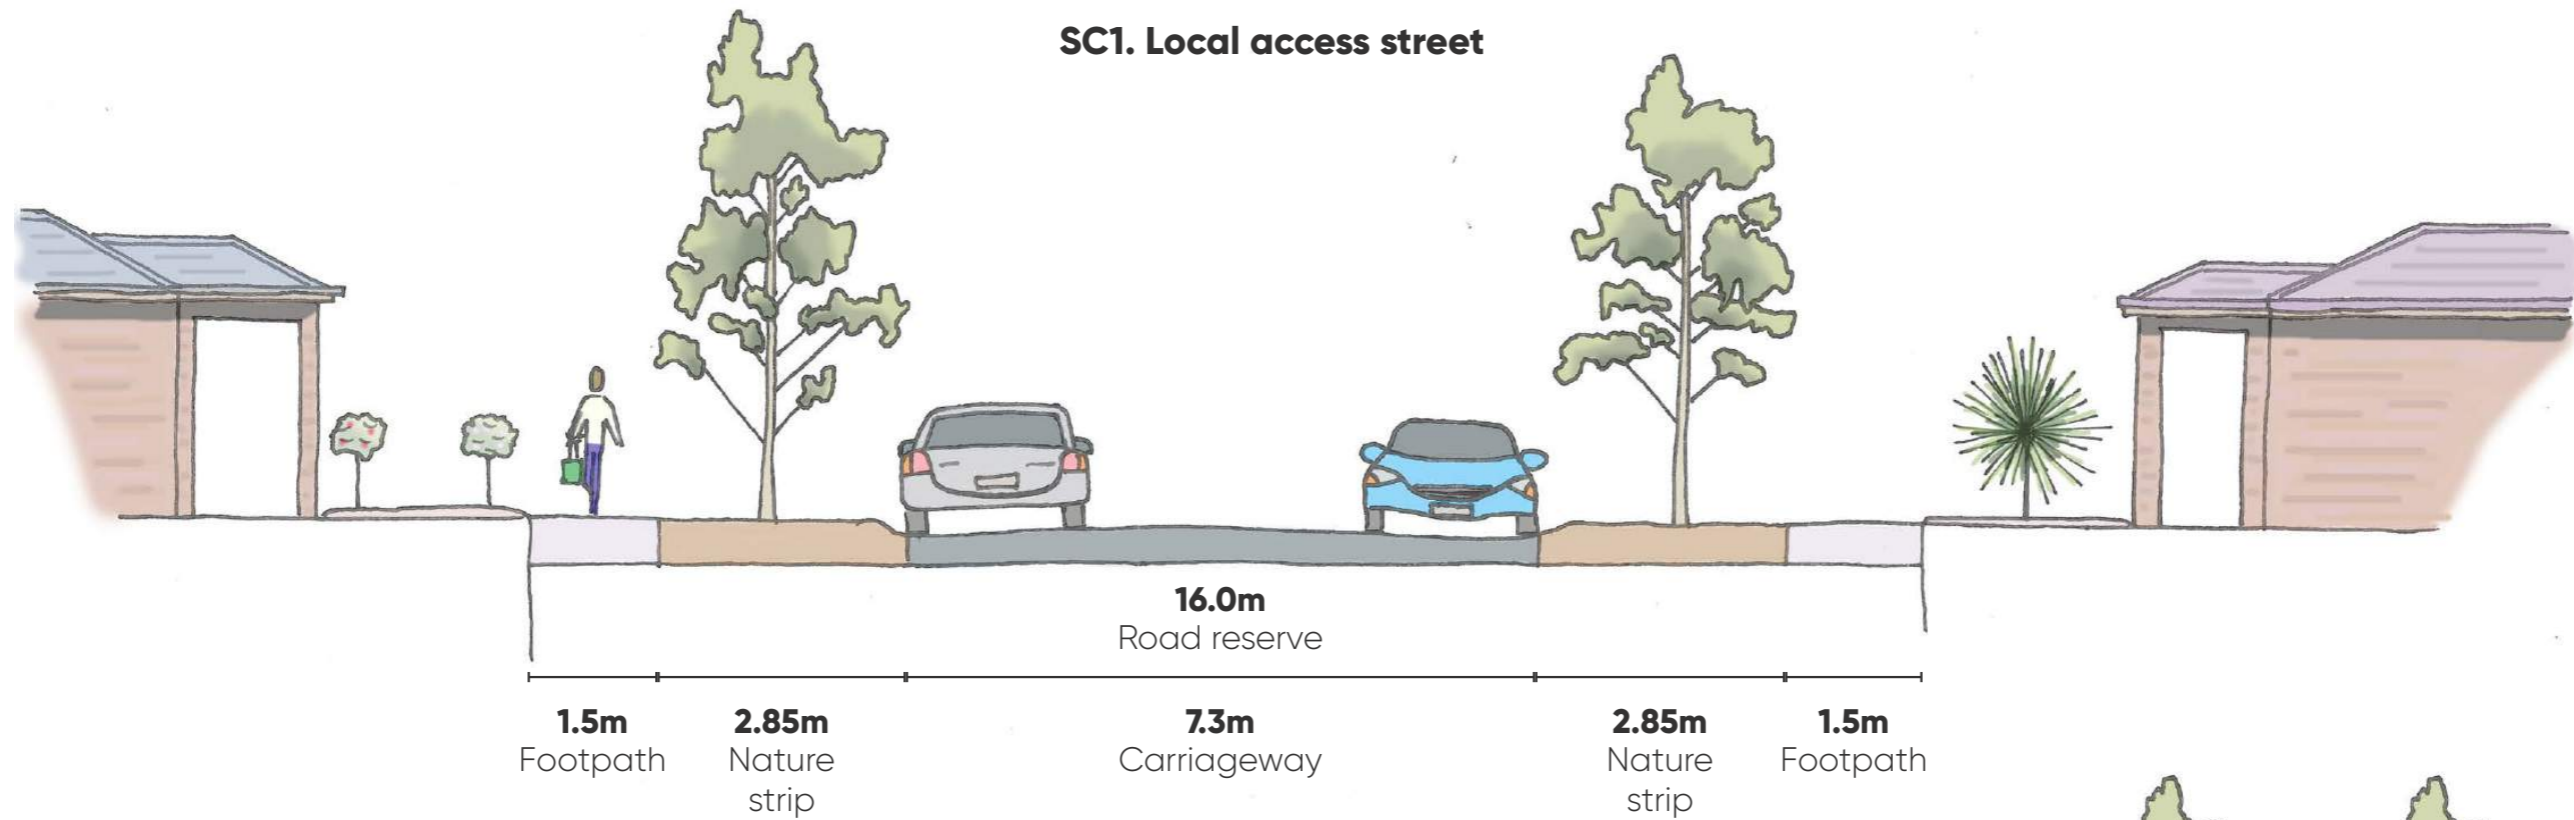 SC1. Local access street
16.0m
Road reserve
1.5m
Footpath
2.85m
Nature
strip
7.3m
Carriageway
2.85m
Nature
strip
1.5m
Footpath